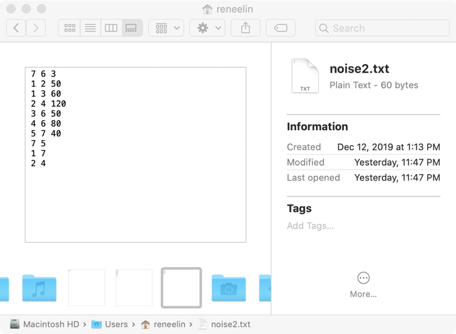 reneelin
Search
7 6 3
1 2 50
1 3 60
2 4 120
3 6 50
4 6 80
5 7 40
7 5
1 7
2 4
TXT
noise2.txt
Plain Text - 60 bytes
Information
Created Dec 12, 2019 at 1:13 PM
Modified Yesterday, 11:47 PM
Last opened Yesterday, 11:47 PM
Tags
Add Tags...
More...
Macintosh HD › Users › reneelin › noise2.txt